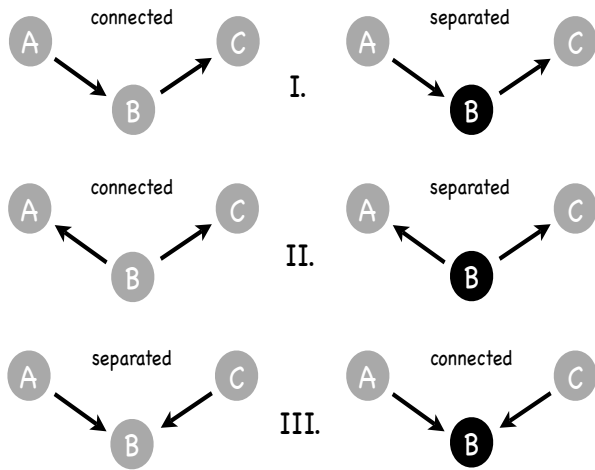 connected separated
A C A C
I.
B B
connected separated
A C A C
II.
B B
separated connected
A C A C
III.
B B